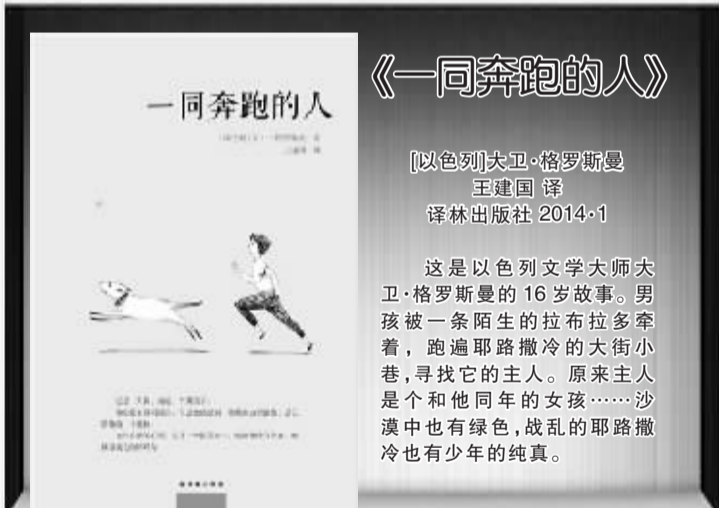 一同奔跑的人
《一同奔跑的人》
[以色列]大卫·格罗斯曼
王建国 译
译林出版社 2014·1
这是以色列文学大师大
卫·格罗斯曼的 16 岁故事。男
孩被一条陌生的拉布拉多牵
着，跑遍耶路撒冷的大街小
巷,寻找它的主人。原来主人
是个和他同年的女孩……沙
漠中也有绿色,战乱的耶路撒
冷也有少年的纯真。